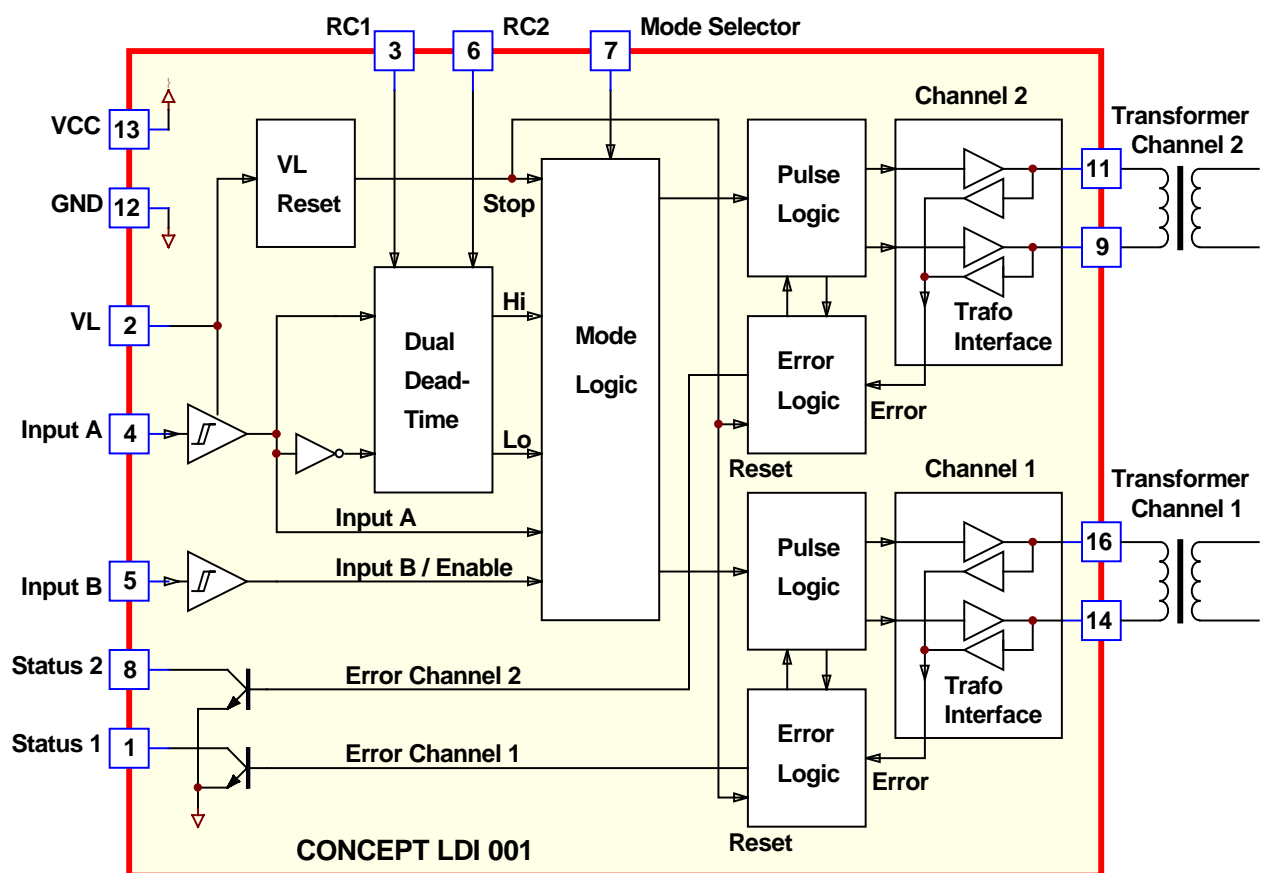 RC1
3
6
RC2
7
Mode Selector
Channel 2
Transformer
Channel 2
VCC
13
GND
12
VL
Reset
Stop
Pulse
Logic
11
9
VL
2
Hi
Dual
Dead-
Time
Mode
Logic
Trafo
Interface
Error
Logic
Error
Input A
4
Lo
Reset
Channel 1
Transformer
Channel 1
Input A
Input B / Enable
Input B
5
Pulse
Logic
16
14
Status 2
8
Error Channel 2
Trafo
Interface
Status 1
1
Error Channel 1
Error
Logic
Error
Reset
CONCEPT LDI 001